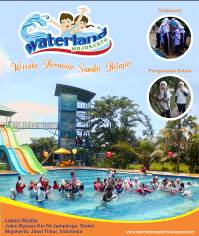 Outbound
waterland
MOJOKERTO
Wisata Bermain Sambil Belajar
Pengenalan Satwa
Lokasi Wisata:
Jalan Bypass Km 54 Jampirogo, Sooko
Mojokerto, Jawa Timur, Indonesia